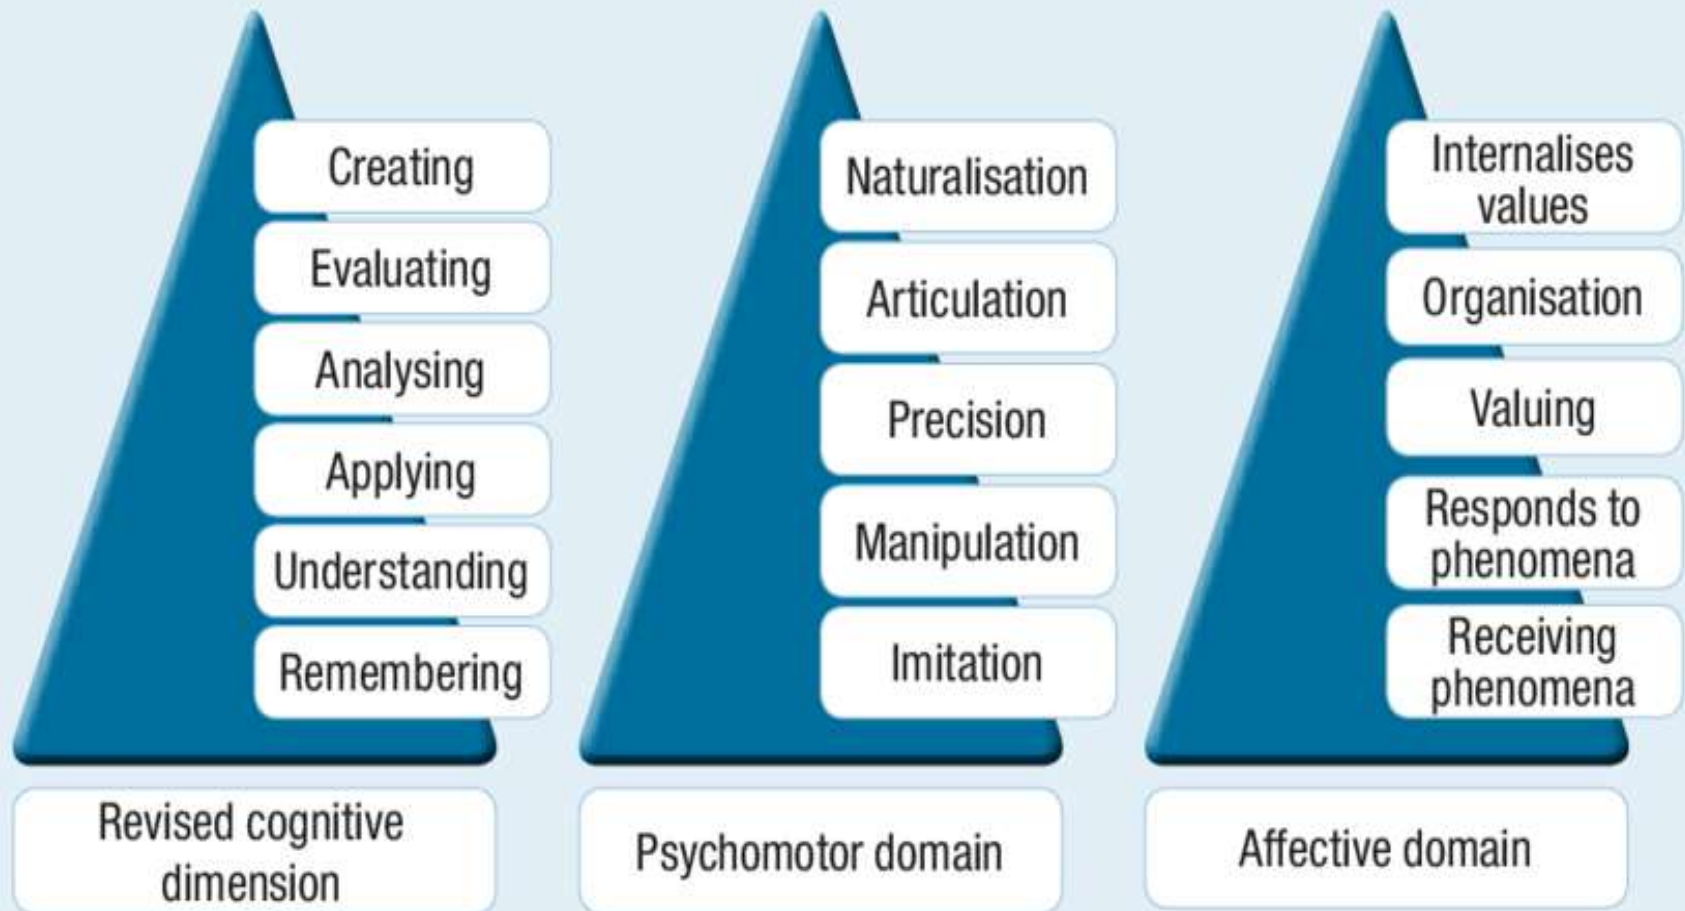 Creating
Evaluating
Analysing
Applying
Understanding
Remembering
Revised cognitive
dimension
Naturalisation
Articulation
Precision
Manipulation
Imitation
Psychomotor domain
Internalises
values
Organisation
Valuing
Responds to
phenomena
Receiving
phenomena
Affective domain